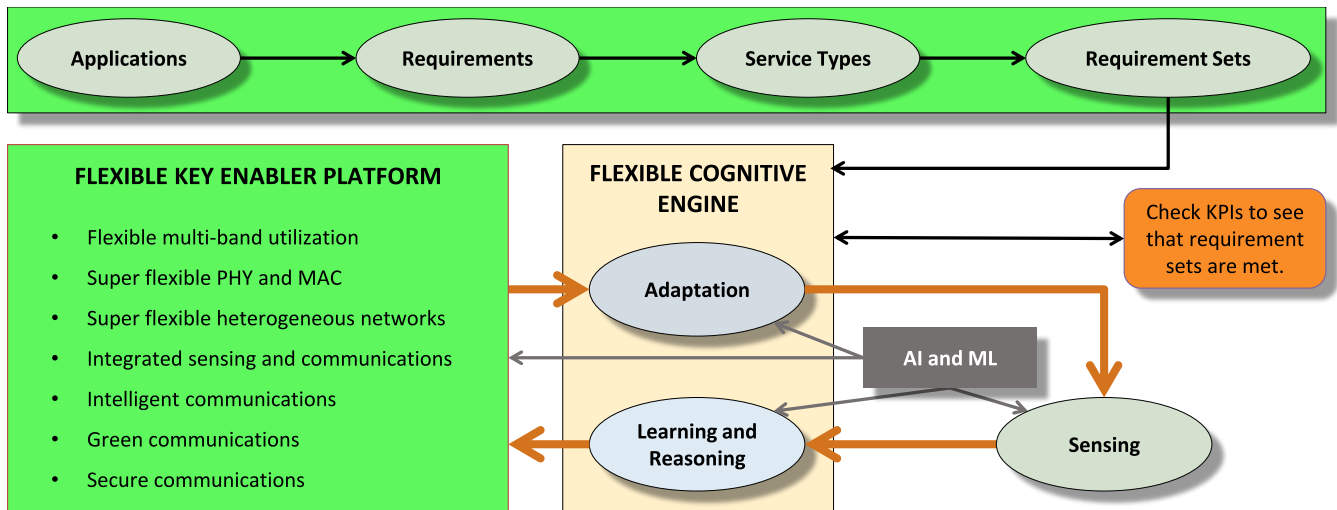 Applications
Requirements
Service Types
Requirement Sets
FLEXIBLE KEY ENABLER PLATFORM
• Flexible multi-band utilization
• Super flexible PHY and MAC
• Super flexible heterogeneous networks
• Integrated sensing and communications
• Intelligent communications
• Green communications
• Secure communications
FLEXIBLE COGNITIVE
ENGINE
Adaptation
Learning and
Reasoning
Check KPIs to see
that requirement
sets are met.
AI and ML
Sensing